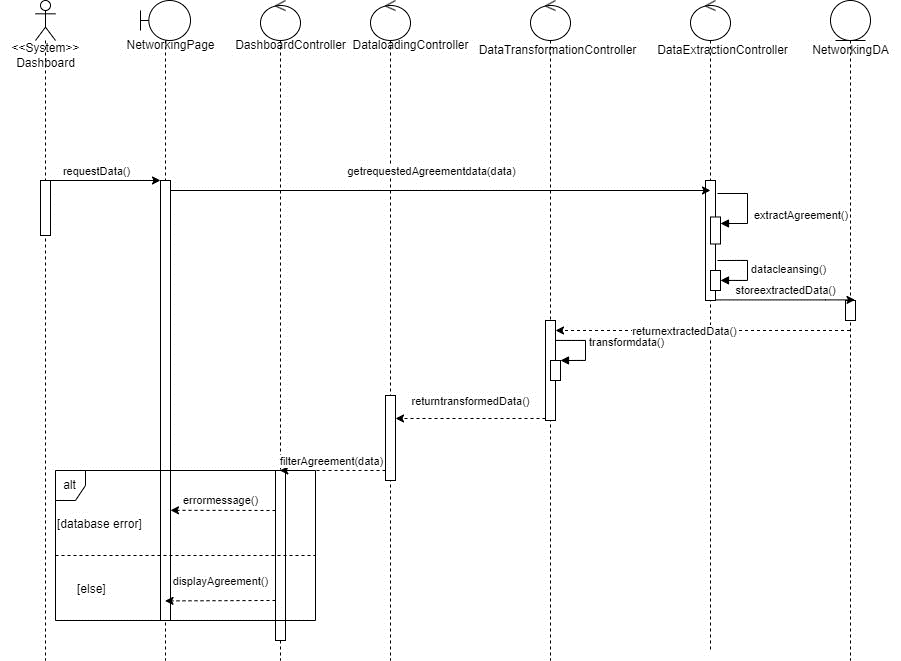 <<System>>
Dashboard
NetworkingPage
DashboardController
DataloadingController
DataTransformationController
DataExtractionController
NetworkingDA
requestData()
getrequestedAgreementdata(data)
extractAgreement()
datacleansing()
storeextractedData()
returnextractedData()
transformdata()
returntransformedData()
filterAgreement(data)
alt
errormessage()
[database error]
displayAgreement()
[else]